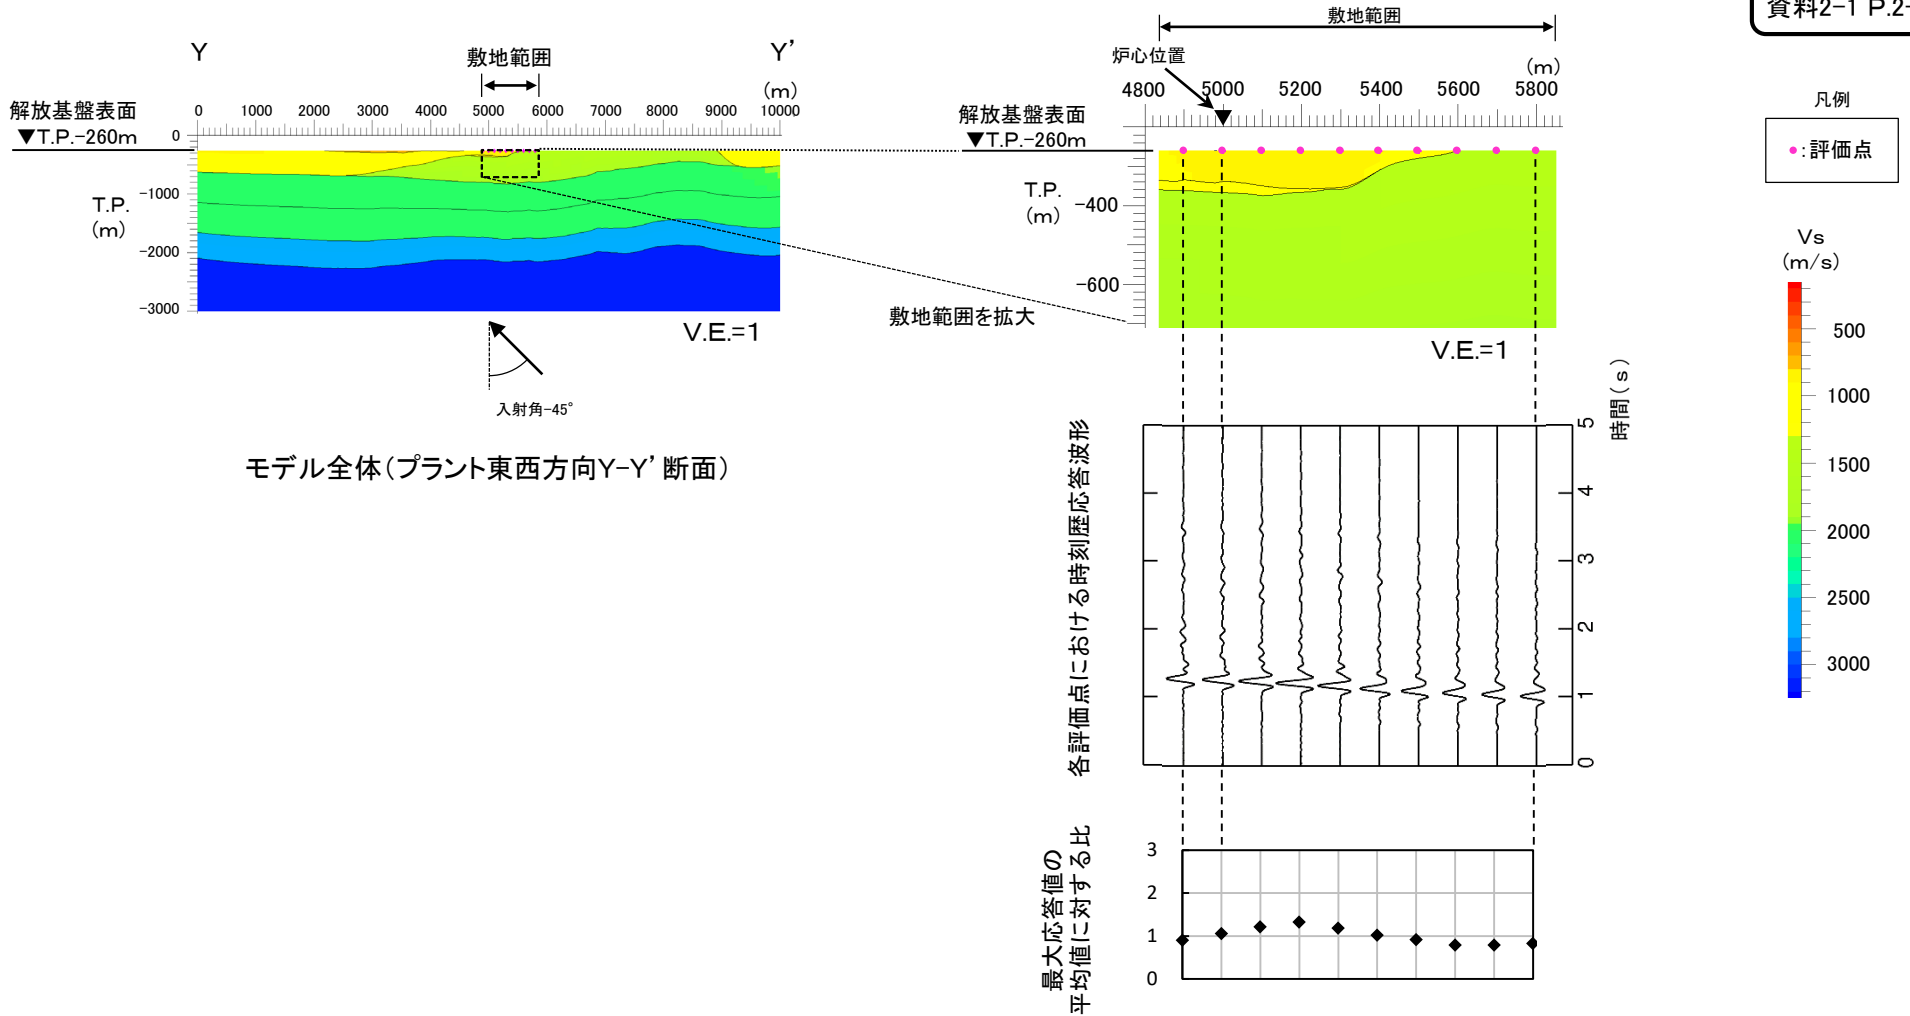 資料2-1 P.2-
Y
Y’
敷地範囲
(m)
解放基盤表面
▼T.P.-260m
0 1000 2000 3000 4000 5000 6000 7000 8000 9000 10000
0
-1000
-2000
-3000
T.P.
(m)
V.E.=1
入射角-45°
モデル全体(プラント東西方向Y-Y’断面)
敷地範囲
炉心位置
(m)
4800 5000 5200 5400 5600 5800
解放基盤表面
▼T.P.-260m
T.P.
(m)
-400
-600
敷地範囲を拡大
V.E.=1
凡例
●:評価点
Vs
(m/s)
500
1000
1500
2000
2500
3000
各評価点における時刻歴応答波形
時間(s)
5
4
3
2
1
0
最大応答値の
平均値に対する比
3
2
1
0